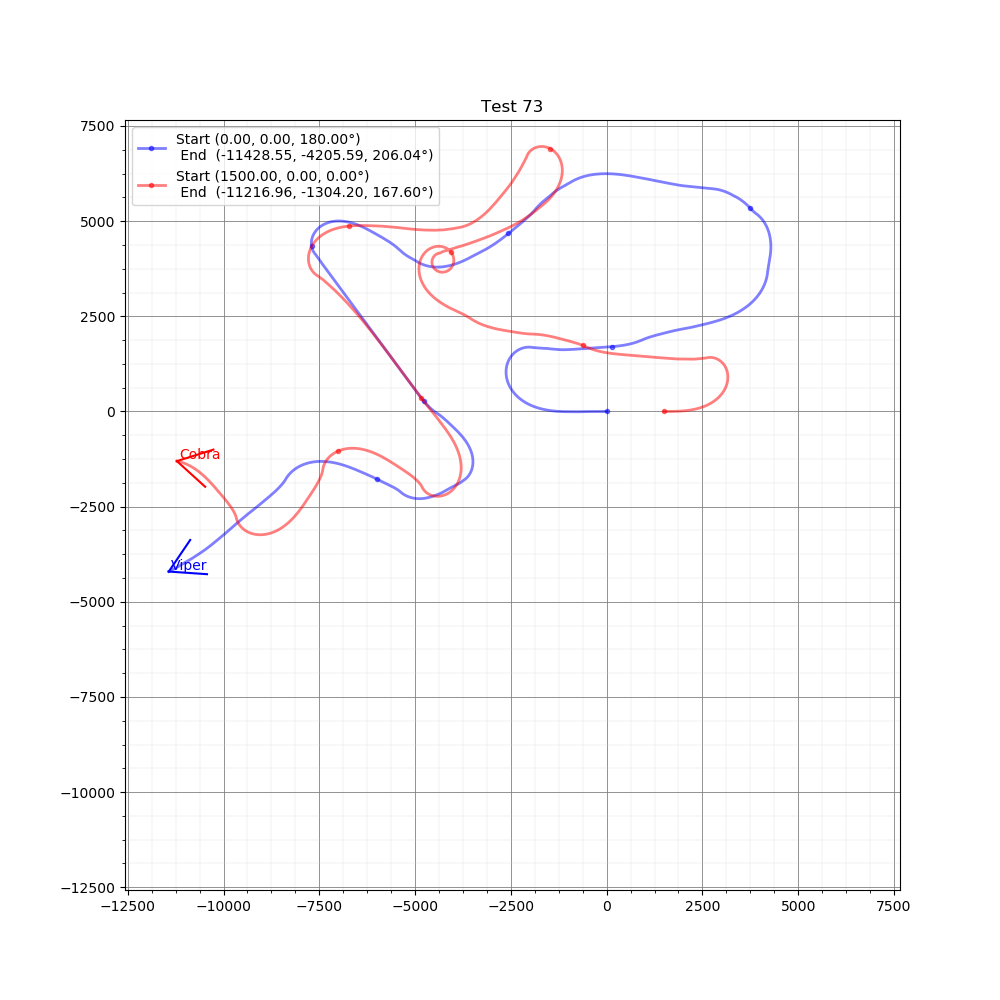 Test 73
Start (0.00, 0.00, 180.00°)
End  (-11428.55, -4205.59, 206.04°)
Start (1500.00, 0.00, 0.00°)
End  (-11216.96, -1304.20, 167.60°)
7500
5000
2500
0
−2500
−5000
−7500
−10000
−12500
Cobra
Viper
−12500 −10000 −7500 −5000 −2500 0 2500 5000 7500